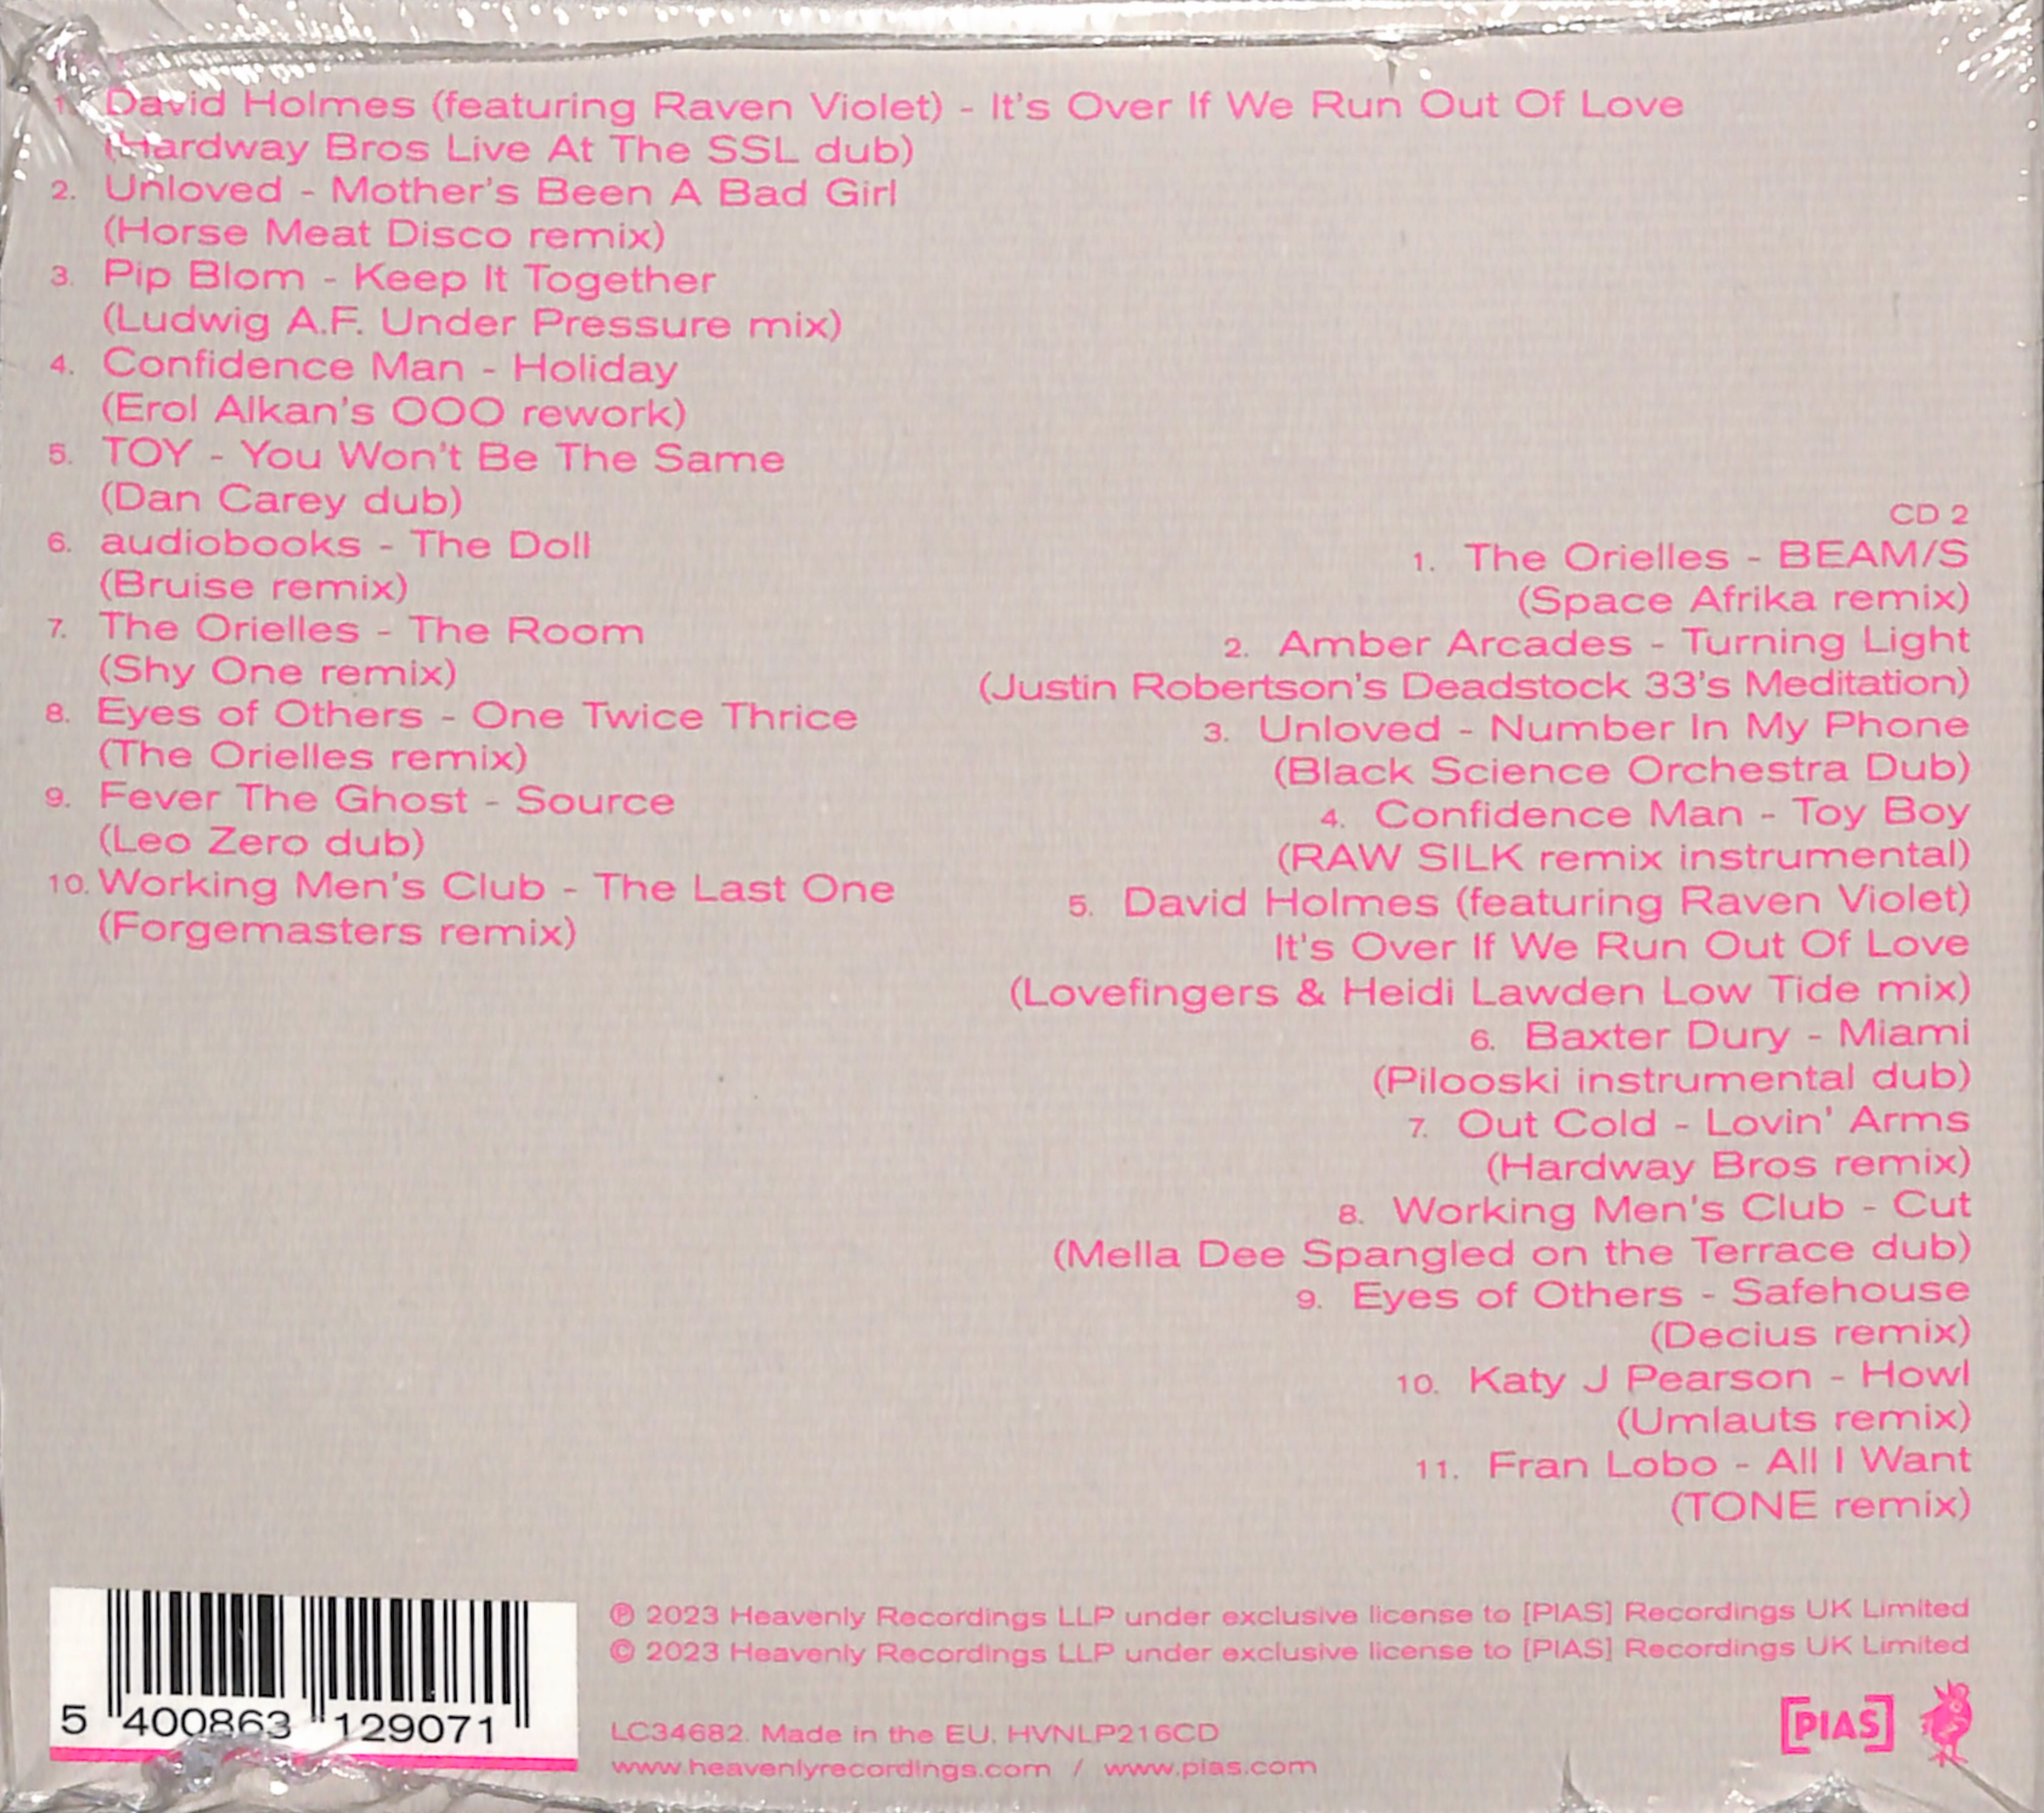 1. David Holmes (featuring Raven Violet) - It's Over If We Run Out Of Love
(Hardway Bros Live At The SSL dub)
2. Unloved - Mother's Been A Bad Girl
(Horse Meat Disco remix)
3. Pip Blom - Keep It Together
(Ludwig A.F. Under Pressure mix)
4. Confidence Man - Holiday
(Erol Alkan's OOO rework)
5. TOY - You Won't Be The Same
(Dan Carey dub)
6. audiobooks - The Doll
(Bruise remix)
7. The Orielles - The Room
(Shy One remix)
8. Eyes of Others - One Twice Thrice
(The Orielles remix)
9. Fever The Ghost - Source
(Leo Zero dub)
10. Working Men's Club - The Last One
(Forgemasters remix)
CD 2
1. The Orielles - BEAM/S
(Space Afrika remix)
2. Amber Arcades - Turning Light
(Justin Robertson's Deadstock 33's Meditation)
3. Unloved - Number In My Phone
(Black Science Orchestra Dub)
4. Confidence Man - Toy Boy
(RAW SILK remix instrumental)
5. David Holmes (featuring Raven Violet)
It's Over If We Run Out Of Love
(Lovefingers & Heidi Lawden Low Tide mix)
6. Baxter Dury - Miami
(Pilooski instrumental dub)
7. Out Cold - Lovin' Arms
(Hardway Bros remix)
8. Working Men's Club - Cut
(Mella Dee Spangled on the Terrace dub)
9. Eyes of Others - Safehouse
(Decius remix)
10. Katy J Pearson - Howl
(Umlauts remix)
11. Fran Lobo - All I Want
(TONE remix)
℗ 2023 Heavenly Recordings LLP under exclusive license to [PIAS] Recordings UK Limited
© 2023 Heavenly Recordings LLP under exclusive license to [PIAS] Recordings UK Limited
5 400863 129071
LC34682. Made in the EU. HVNLP216CD
www.heavenlyrecordings.com / www.pias.com
[PIAS]